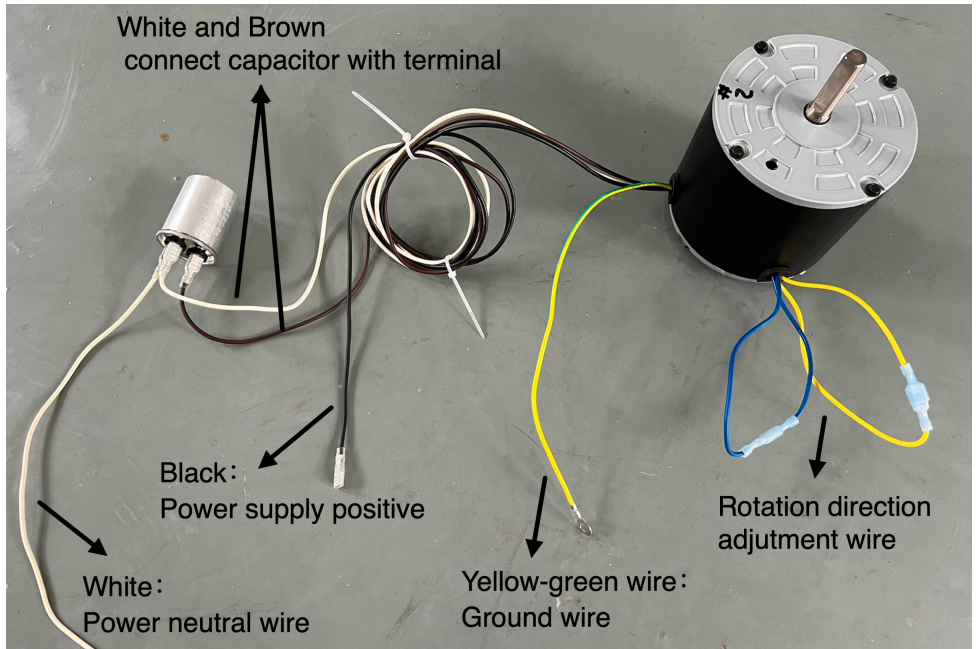 White and Brown
connect capacitor with terminal
#2
Black：
Power supply positive
Rotation direction
adjutment wire
White：
Power neutral wire
Yellow-green wire：
Ground wire